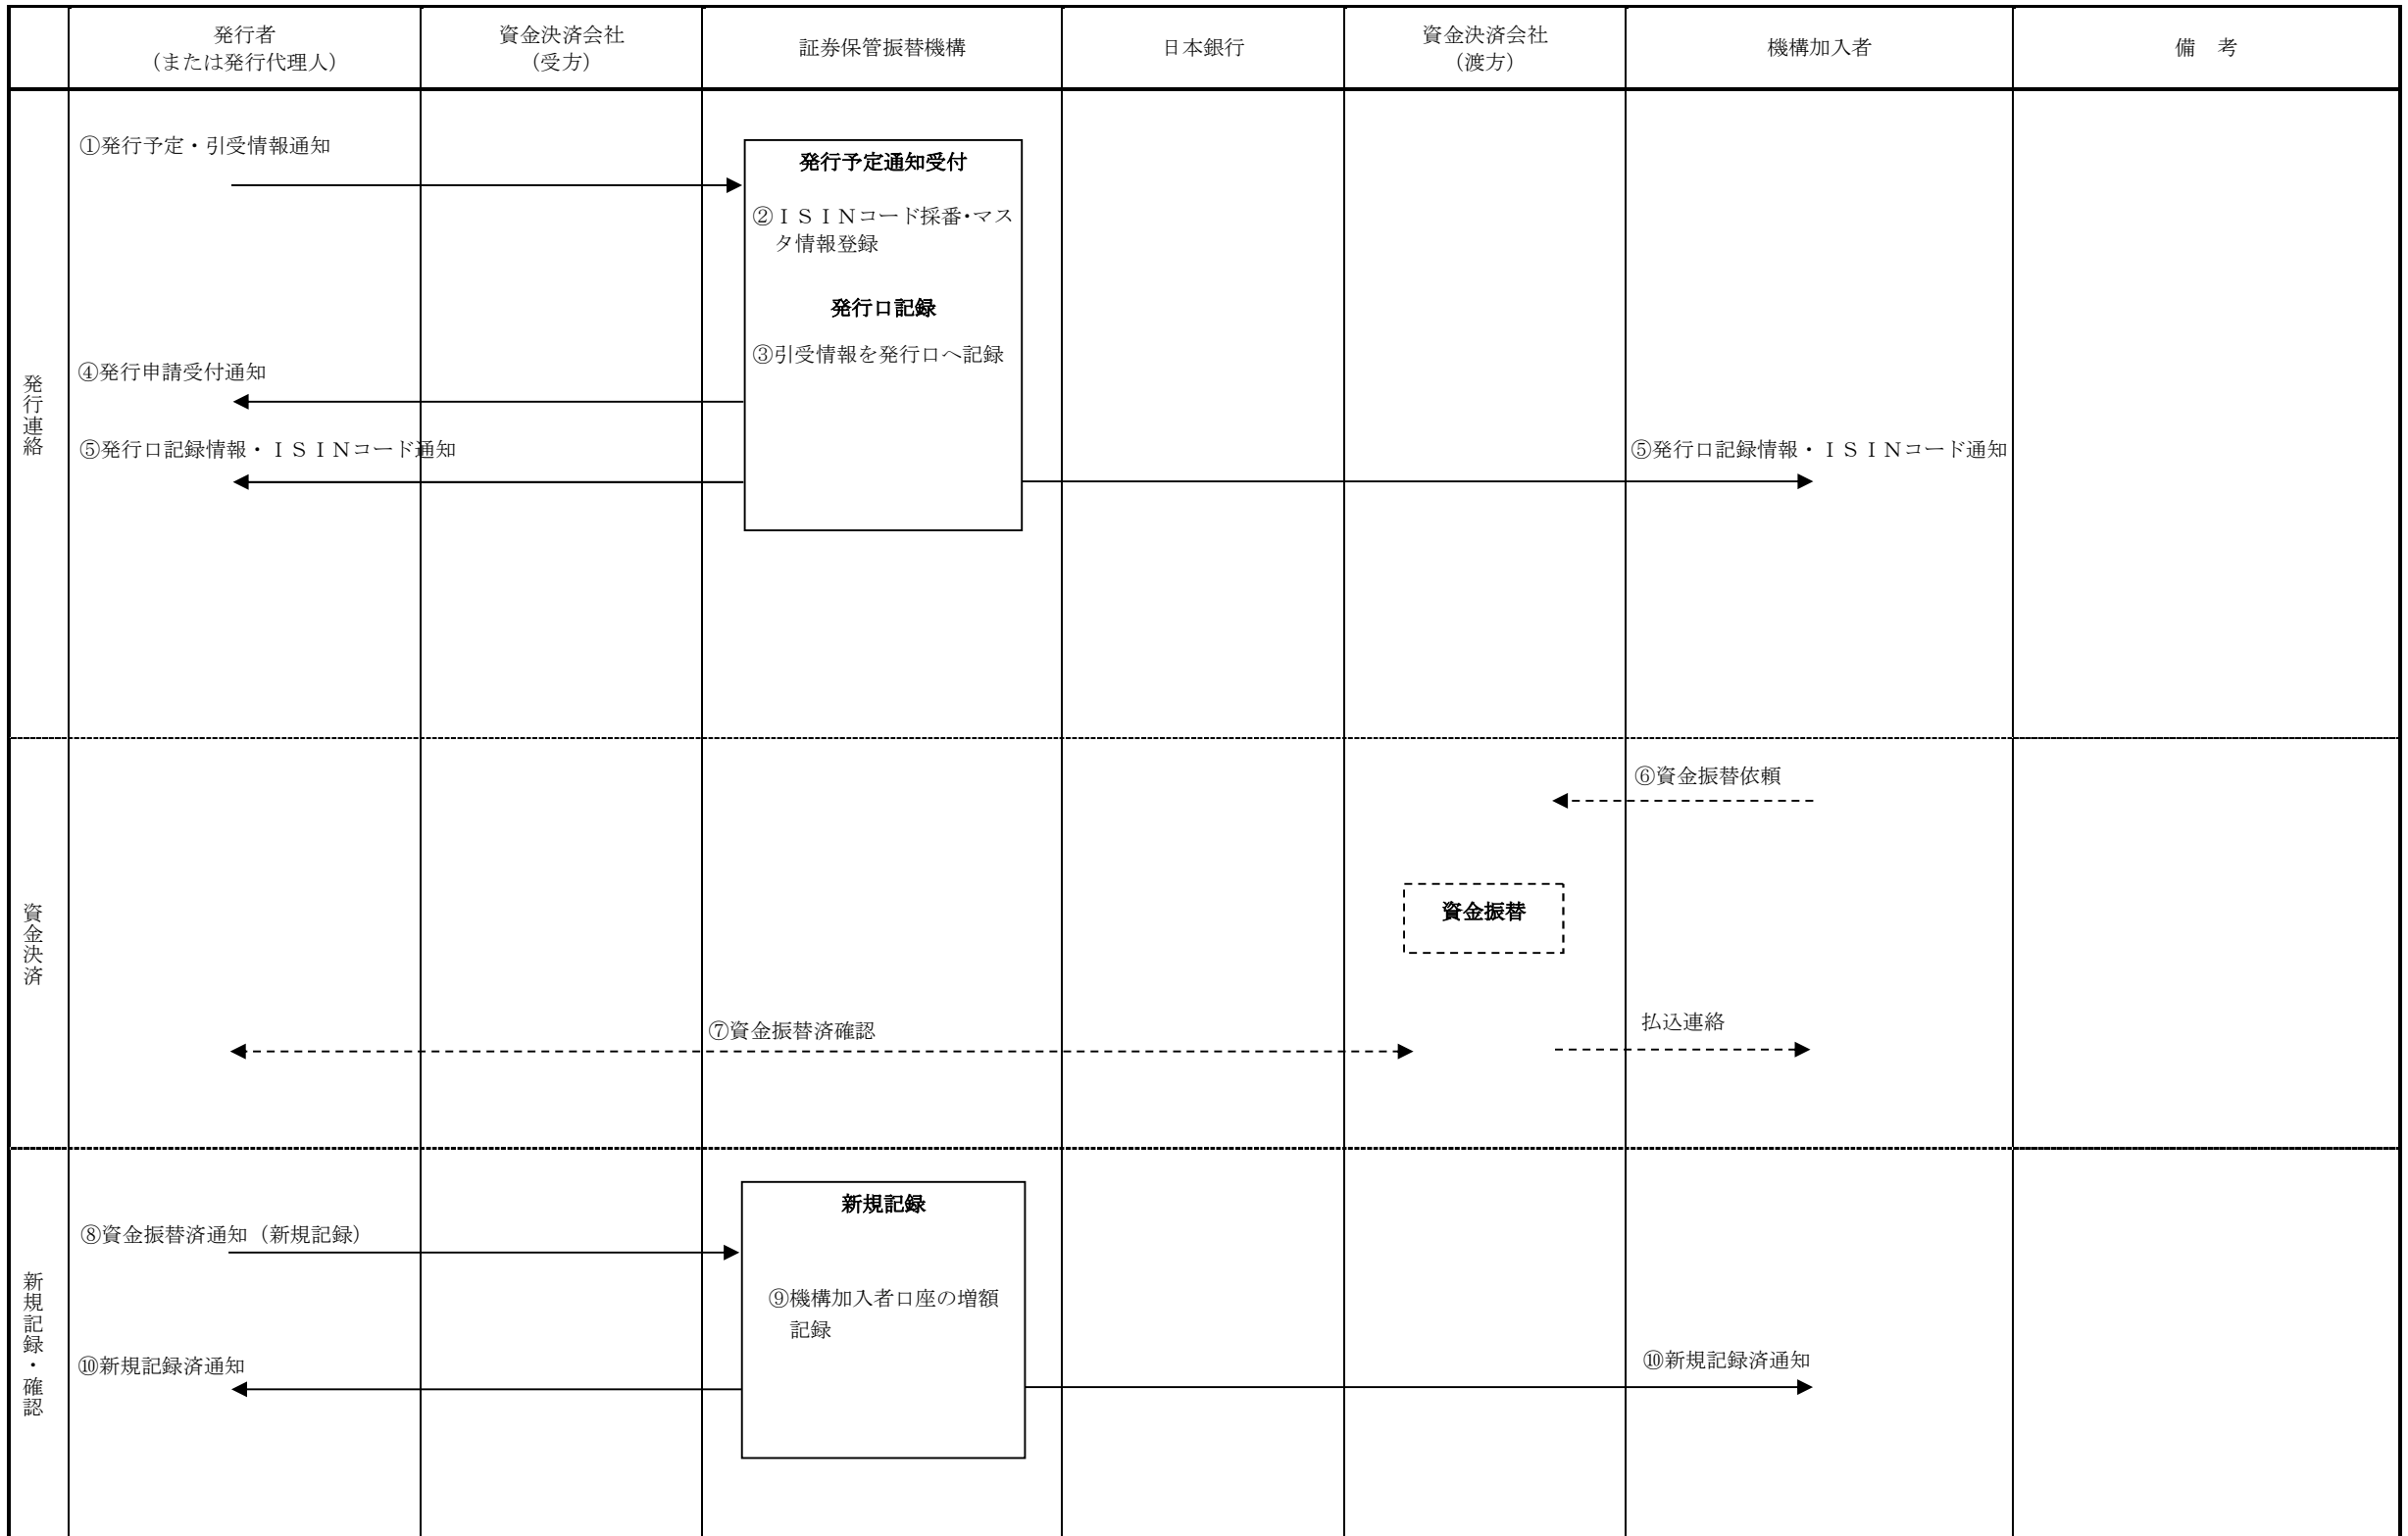 発行者
（または発行代理人）
資金決済会社
（受方）
証券保管振替機構
日本銀行
資金決済会社
（渡方）
機構加入者
備　考
発行連絡
①発行予定・引受情報通知
発行予定通知受付
②ＩＳＩＮコード採番・マス
タ情報登録
発行口記録
③引受情報を発行口へ記録
④発行申請受付通知
⑤発行口記録情報・ＩＳＩＮコード通知
⑤発行口記録情報・ＩＳＩＮコード通知
資金決済
⑥資金振替依頼
資金振替
⑦資金振替済確認
払込連絡
新規記録・確認
新規記録
⑧資金振替済通知（新規記録）
⑨機構加入者口座の増額
記録
⑩新規記録済通知
⑩新規記録済通知